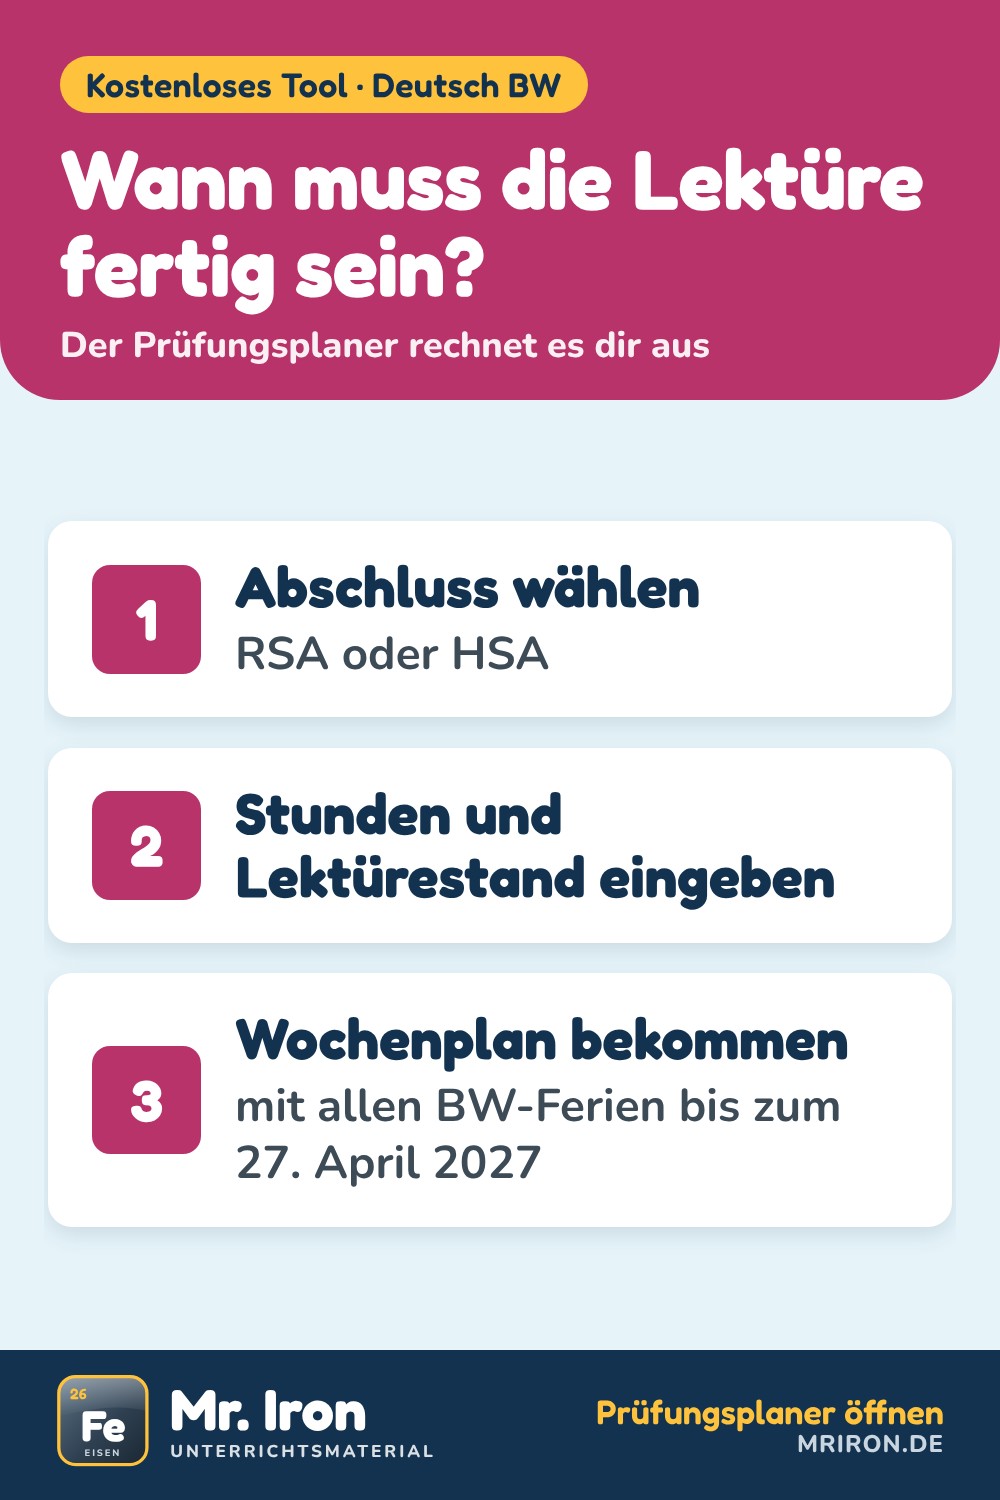 Kostenloses Tool · Deutsch BW
Wann muss die Lektüre
fertig sein?
Der Prüfungsplaner rechnet es dir aus
1
Abschluss wählen
RSA oder HSA
2
Stunden und
Lektürestand eingeben
3
Wochenplan bekommen
mit allen BW-Ferien bis zum
27. April 2027
26
Fe
EISEN
Mr. Iron
UNTERRICHTSMATERIAL
Prüfungsplaner öffnen
MRIRON.DE